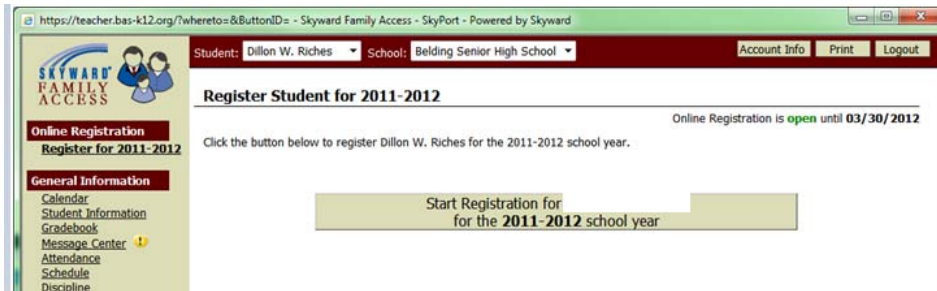 https://teacher.bas-k12.org/?whereto=&ButtonID= - Skyward Family Access - SkyPort - Powered by Skyward
Student: Dillon W. Riches School: Belding Senior High School Account Info Print Logout
SKYWARD
FAMILY
ACCESS
Register Student for 2011-2012
Online Registration is open until 03/30/2012
Online Registration
Register for 2011-2012
Click the button below to register Dillon W. Riches for the 2011-2012 school year.
General Information
Calendar
Student Information
Gradebook
Message Center
Attendance
Schedule
Discipline
Start Registration for
for the 2011-2012 school year